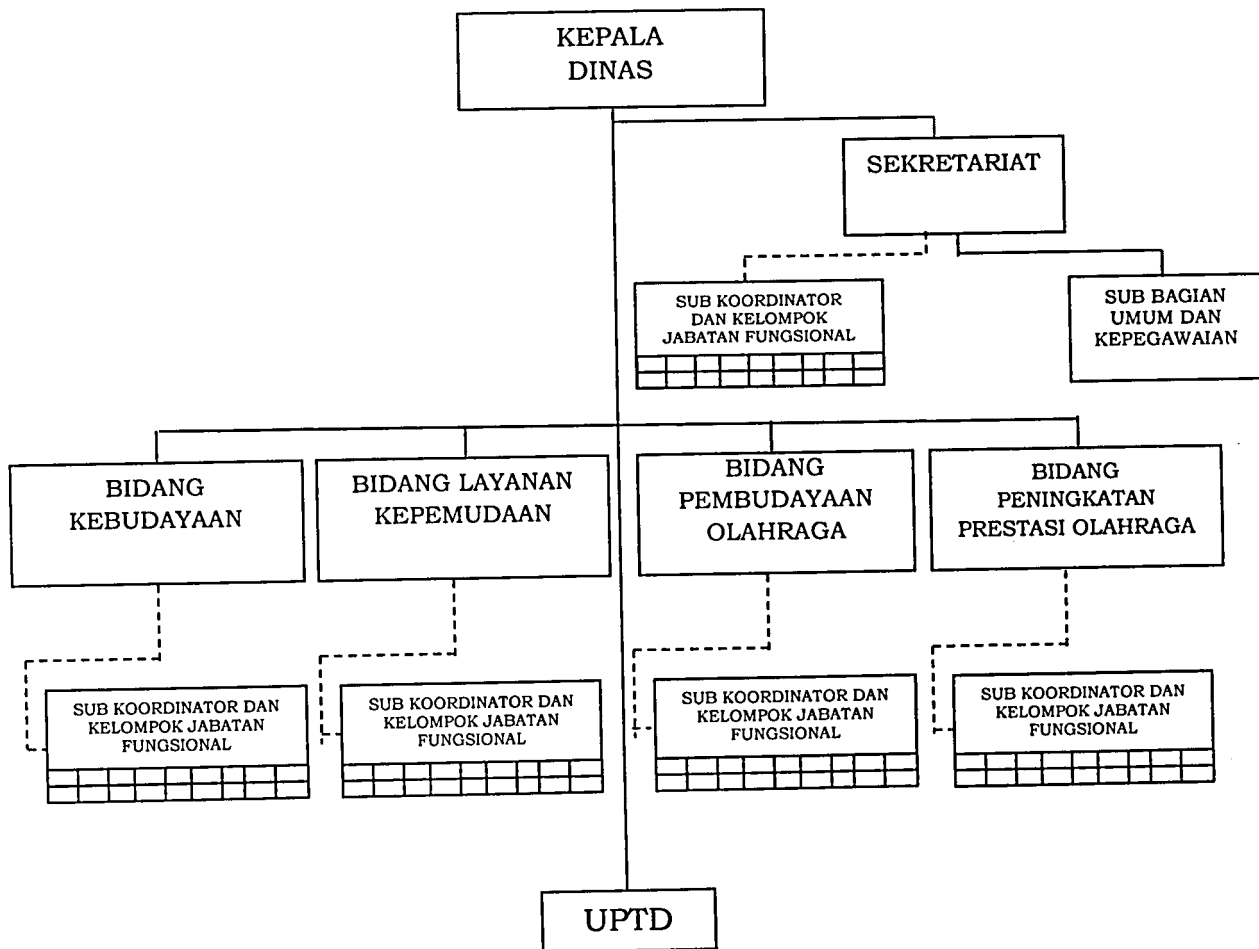 KEPALA
DINAS
SEKRETARIAT
SUB KOORDINATOR
DAN KELOMPOK
JABATAN FUNGSIONAL
SUB BAGIAN
UMUM DAN
KEPEGAWAIAN
BIDANG
KEBUDAYAAN
BIDANG LAYANAN
KEPEMUDAAN
BIDANG
PEMBUDAYAAN
OLAHRAGA
BIDANG
PENINGKATAN
PRESTASI OLAHRAGA
SUB KOORDINATOR DAN
KELOMPOK JABATAN
FUNGSIONAL
SUB KOORDINATOR DAN
KELOMPOK JABATAN
FUNGSIONAL
SUB KOORDINATOR DAN
KELOMPOK JABATAN
FUNGSIONAL
SUB KOORDINATOR DAN
KELOMPOK JABATAN
FUNGSIONAL
UPTD